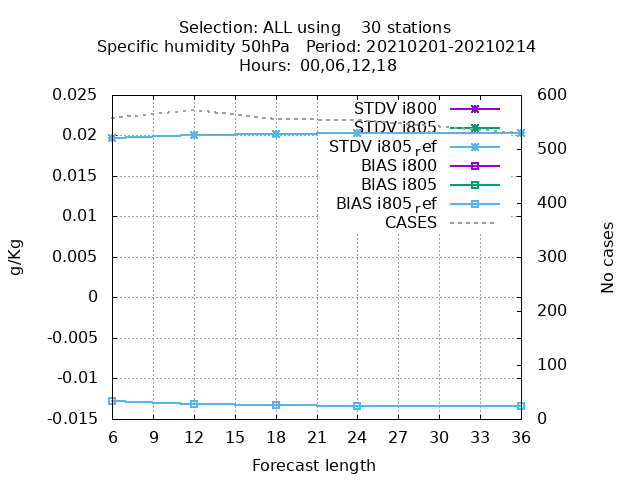 Selection: ALL using    30 stations
Specific humidity 50hPa   Period: 20210201-20210214
Hours:  00,06,12,18
0.025
0.02
0.015
0.01
0.005
0
-0.005
-0.01
-0.015
g/Kg
STDV i800
STDV i805
STDV i805ref
BIAS i800
BIAS i805
BIAS i805ref
CASES
600
500
400
300
200
100
0
No cases
6 9 12 15 18 21 24 27 30 33 36
Forecast length